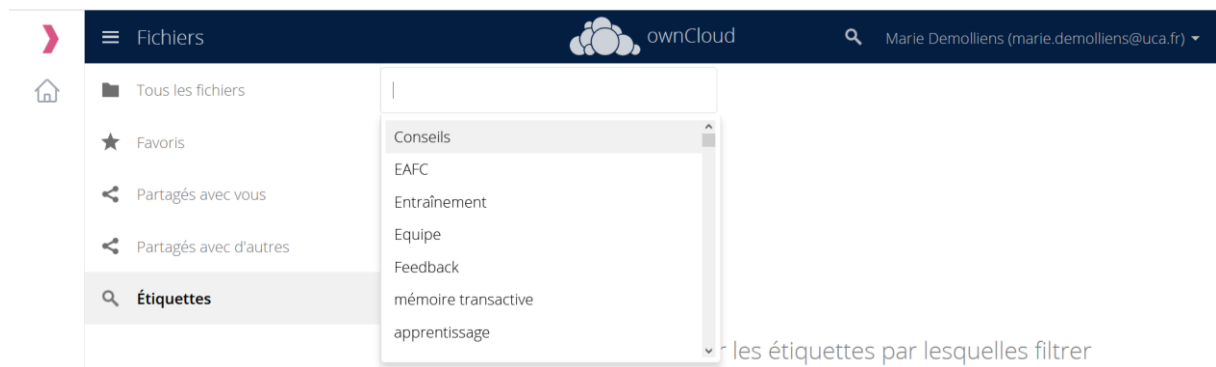 Fichiers
ownCloud
Marie Demolliens (marie.demolliens@uca.fr)
Tous les fichiers
Favoris
Partagés avec vous
Partagés avec d'autres
Étiquettes
Conseils
EAFC
Entraînement
Equipe
Feedback
mémoire transactive
apprentissage
les étiquettes par lesquelles filtrer